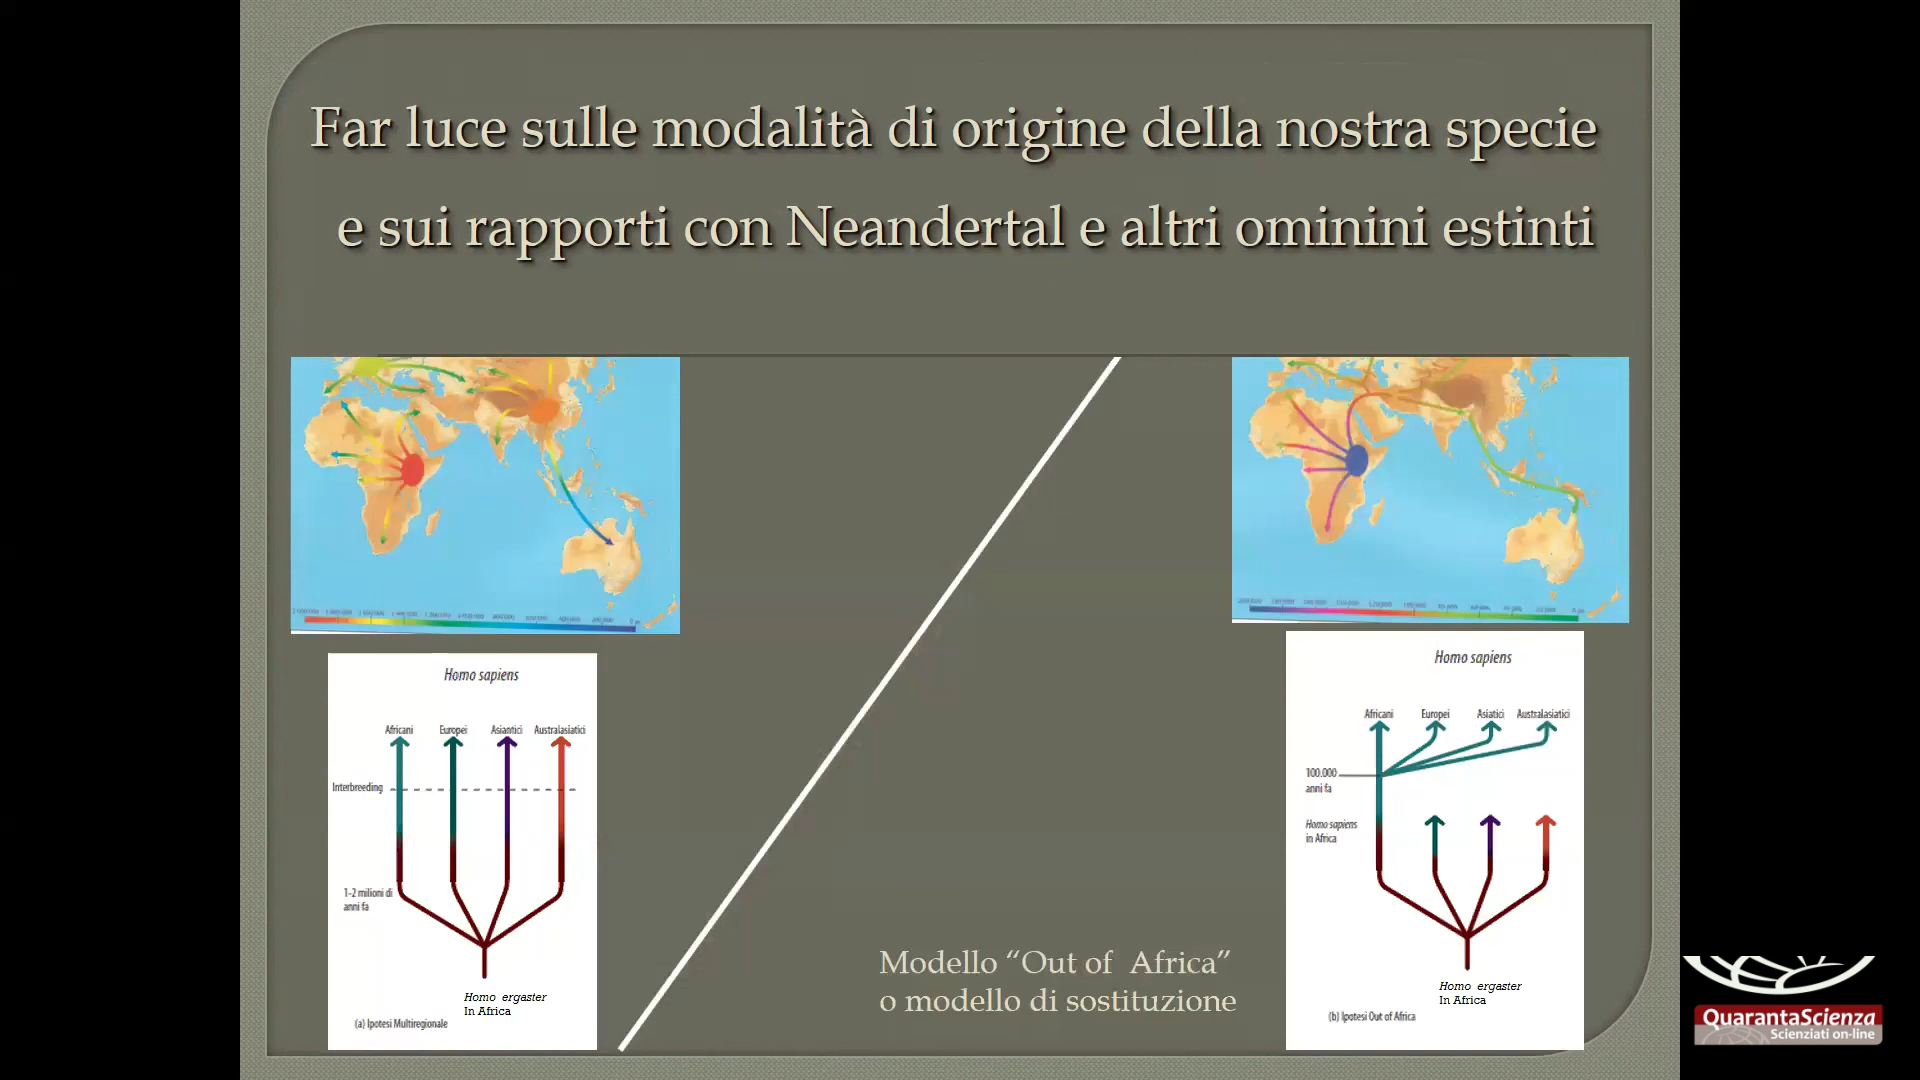 Far luce sulle modalità di origine della nostra specie
e sui rapporti con Neandertal e altri ominini estinti
Homo sapiens
Africani Europei Asiantici Australasiatici
Interbreeding
1-2 milioni di
anni fa
Homo ergaster
In Africa
(a) Ipotesi Multiregionale
Modello “Out of Africa”
o modello di sostituzione
Homo sapiens
Africani Europei Asiatici Australasiatici
100.000
anni fa
Homo sapiens
in Africa
Homo ergaster
In Africa
(b) Ipotesi Out of Africa
QuarantaScienza
Scienziati on-line